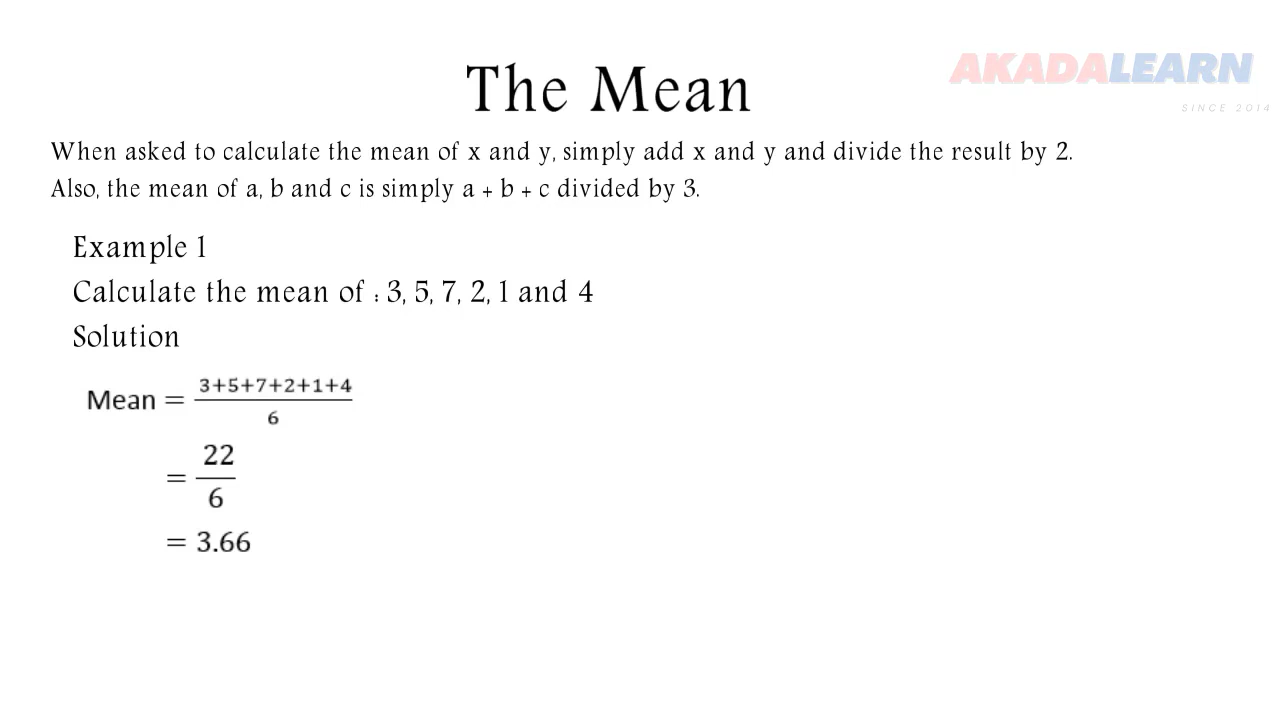 The Mean
AKADALEARN
SINCE 2014
When asked to calculate the mean of x and y, simply add x and y and divide the result by 2.
Also, the mean of a, b and c is simply a + b + c divided by 3.
Example 1
Calculate the mean of : 3, 5, 7, 2, 1 and 4
Solution
Mean = 3+5+7+2+1+4
6
= 22
6
= 3.66